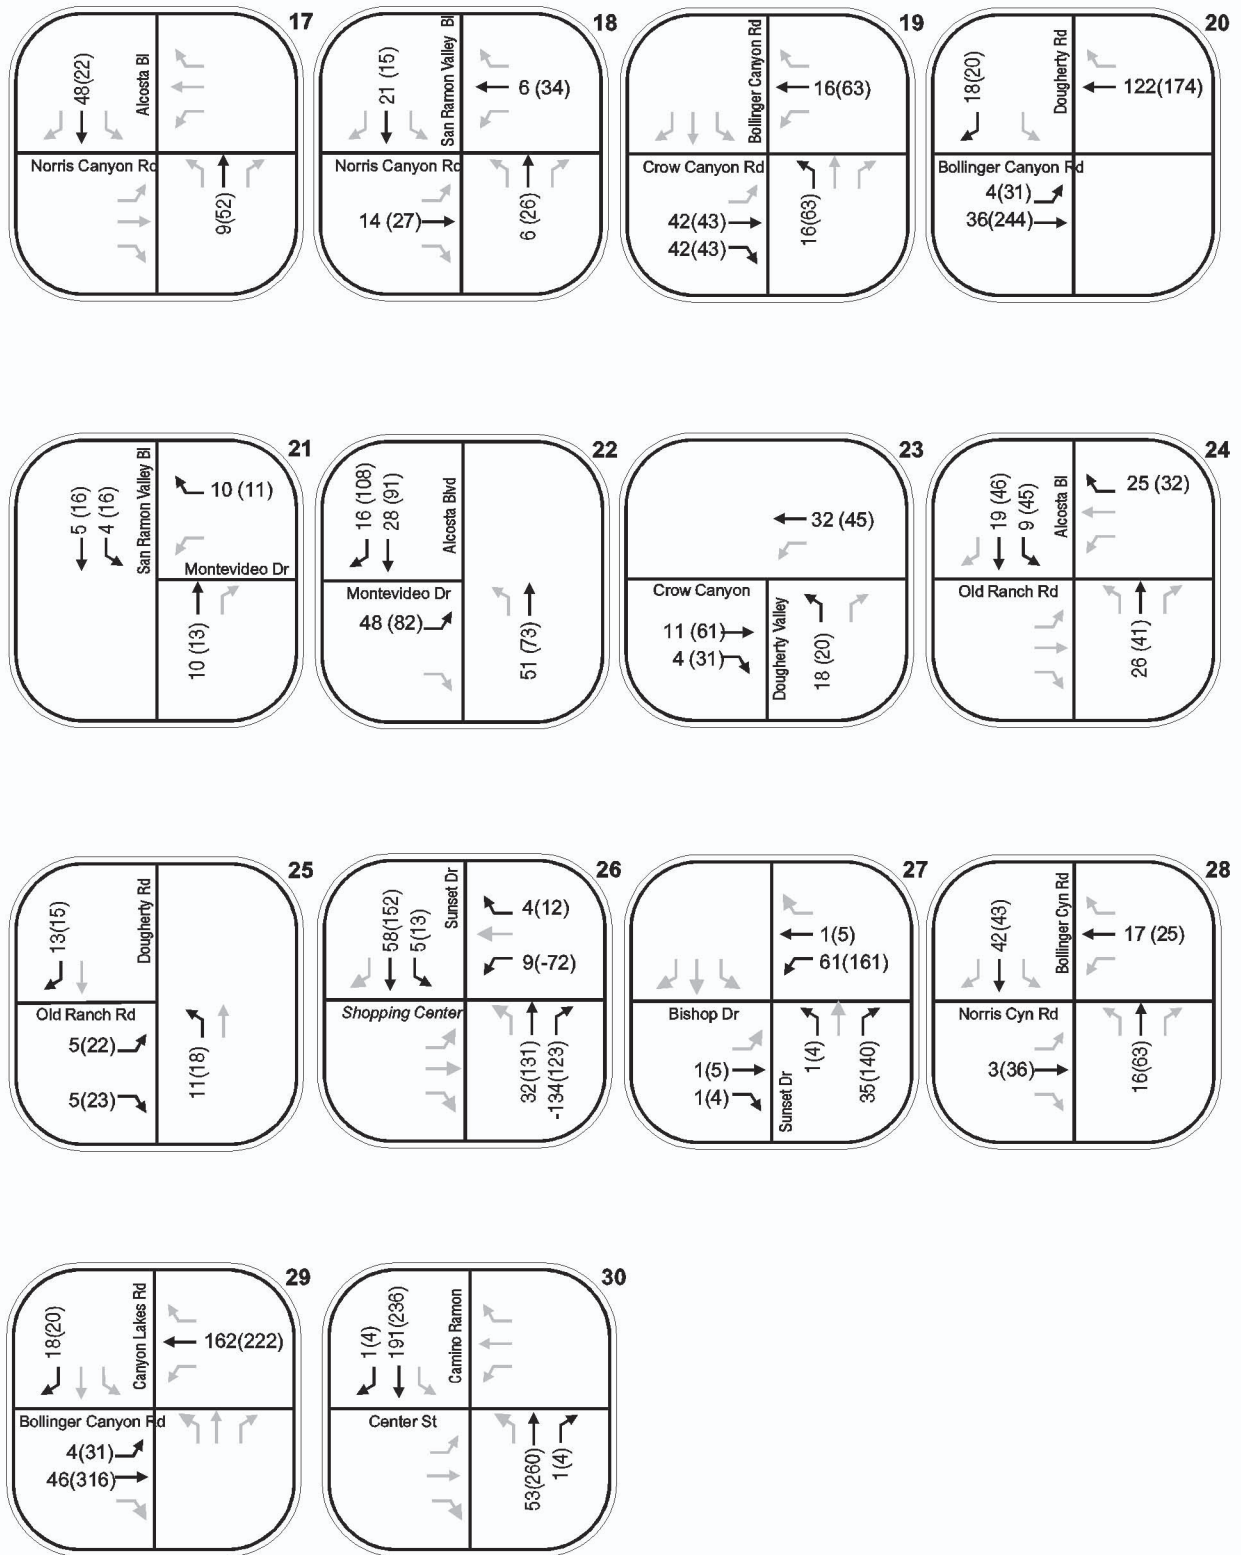 17
48(22)
Alcosta Bl
Norris Canyon Rd
9(52)
18
21 (15)
San Ramon Valley Bl
6 (34)
Norris Canyon Rd
14 (27)
6 (26)
19
Bollinger Canyon Rd
16(63)
Crow Canyon Rd
42(43)
42(43)
16(63)
20
18(20)
Dougherty Rd
122(174)
Bollinger Canyon Rd
4(31)
36(244)
21
5 (16)
4 (16)
San Ramon Valley Bl
10 (11)
Montevideo Dr
10 (13)
22
16 (108)
28 (91)
Alcosta Blvd
Montevideo Dr
48 (82)
51 (73)
23
32 (45)
Crow Canyon
11 (61)
4 (31)
Dougherty Valley
18 (20)
24
19 (46)
9 (45)
Alcosta Bl
25 (32)
Old Ranch Rd
26 (41)
25
13(15)
Dougherty Rd
Old Ranch Rd
5(22)
5(23)
11(18)
26
58(152)
5(13)
Sunset Dr
4(12)
9(-72)
Shopping Center
32(131)
-134(123)
27
1(5)
61(161)
Bishop Dr
1(5)
1(4)
Sunset Dr
1(4)
35(140)
28
42(43)
Bollinger Cyn Rd
17 (25)
Norris Cyn Rd
3(36)
16(63)
29
18(20)
Canyon Lakes Rd
162(222)
Bollinger Canyon Rd
4(31)
46(316)
30
1(4)
191(236)
Camino Ramon
Center St
53(260)
1(4)